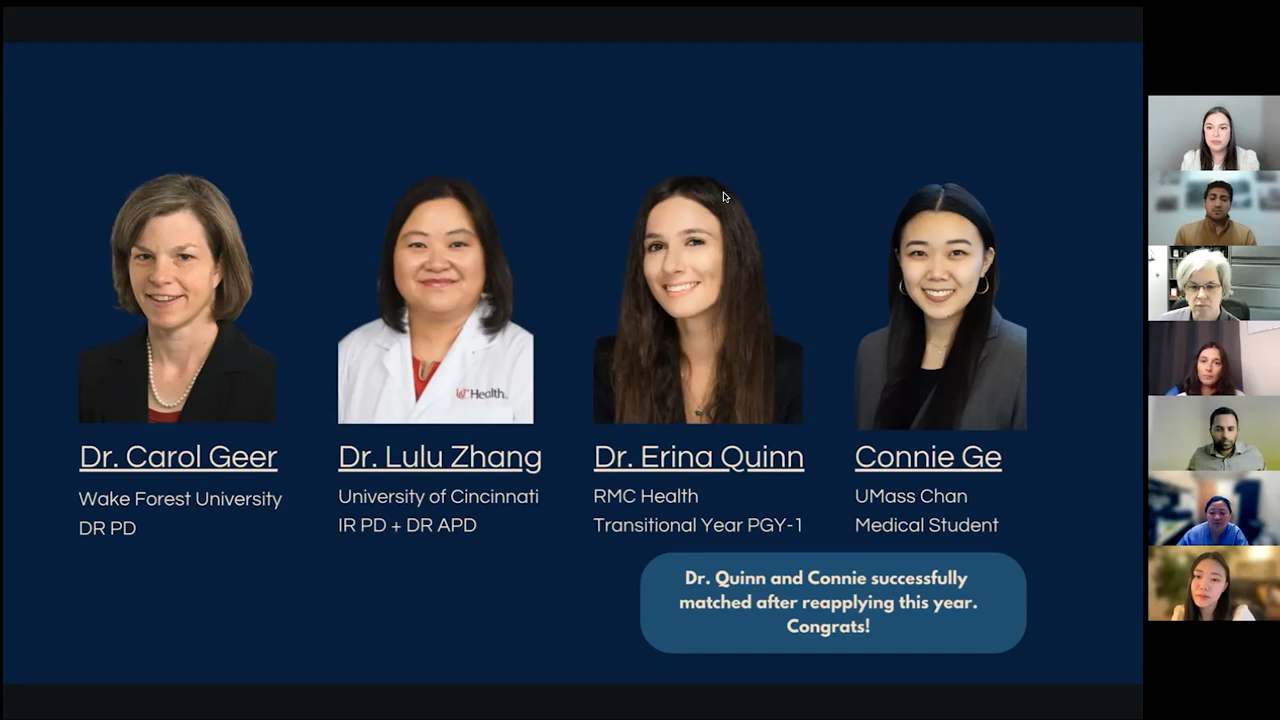 UC Health.
Dr. Carol Geer
Wake Forest University
DR PD
Dr. Lulu Zhang
University of Cincinnati
IR PD + DR APD
Dr. Erina Quinn
RMC Health
Transitional Year PGY-1
Connie Ge
UMass Chan
Medical Student
Dr. Quinn and Connie successfully
matched after reapplying this year.
Congrats!